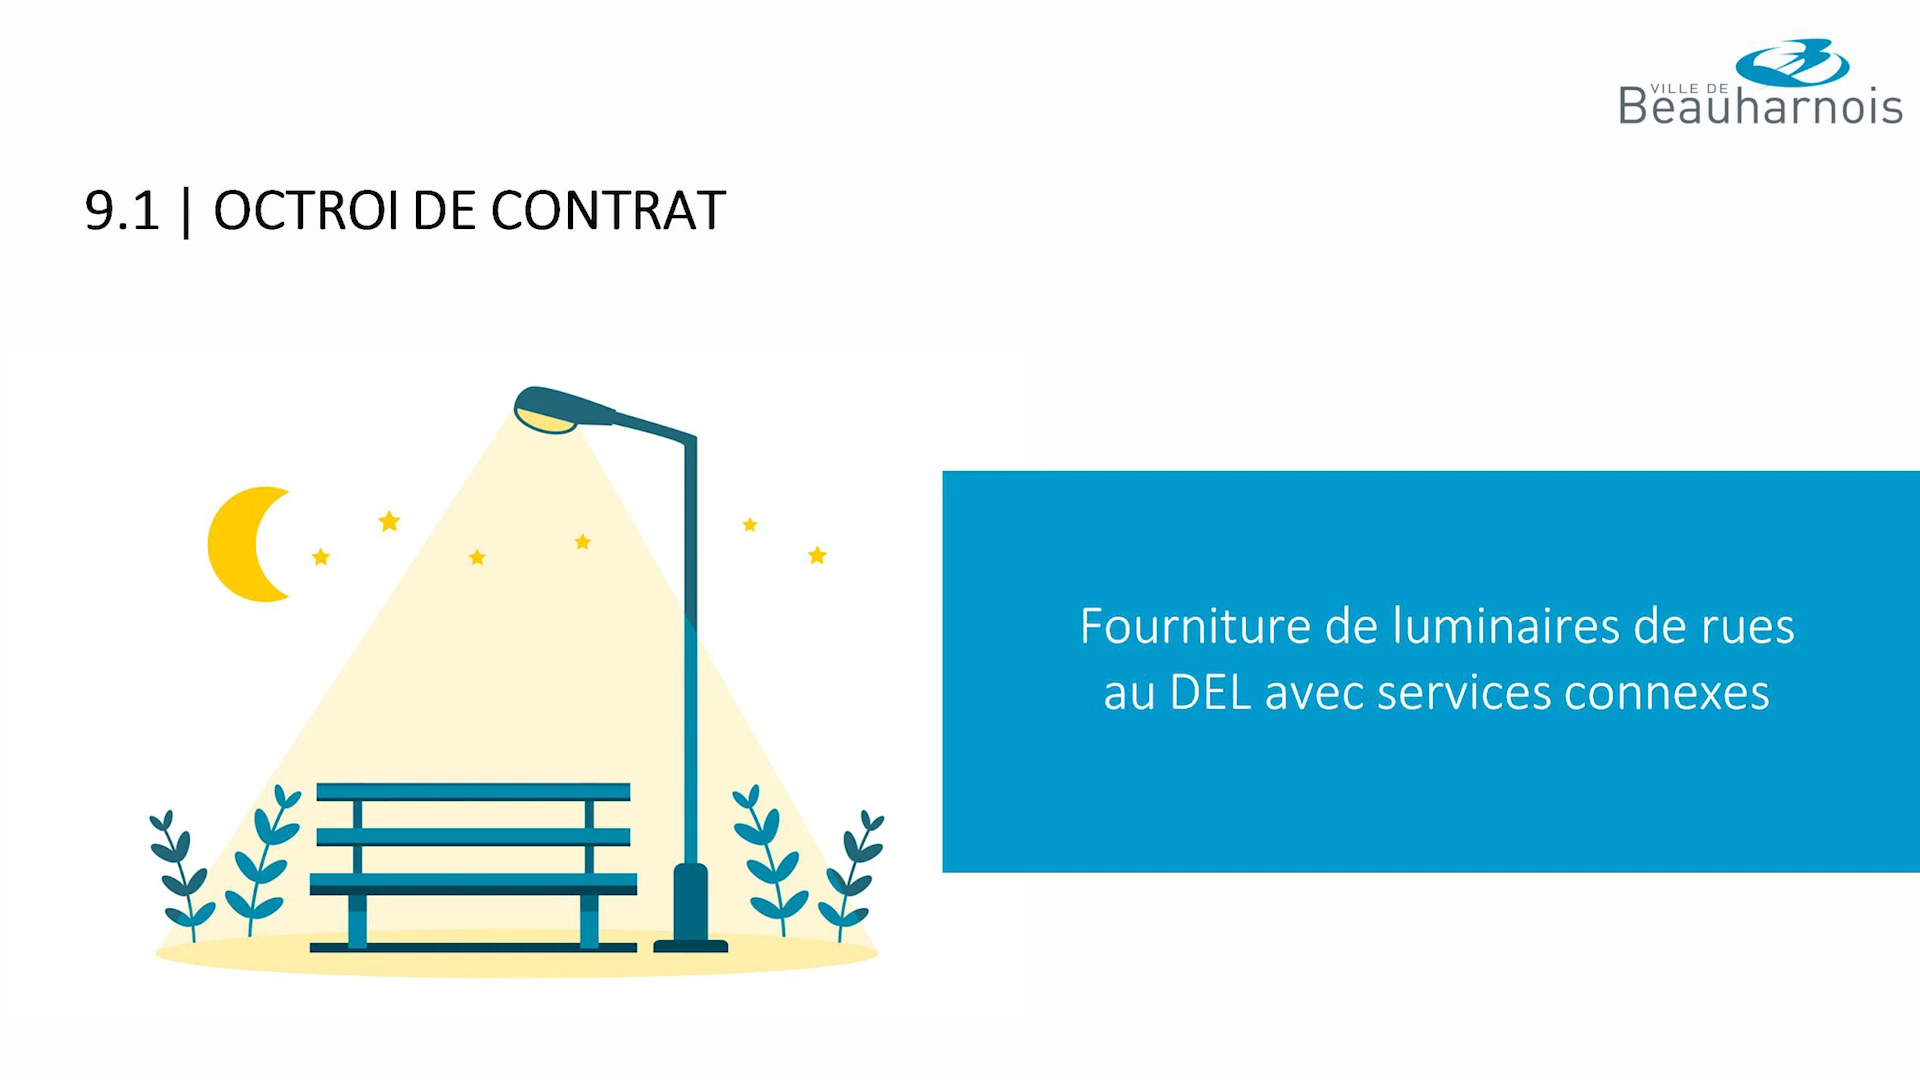 VILLE DE
Beauharnois
9.1 | OCTROI DE CONTRAT
Fourniture de luminaires de rues
au DEL avec services connexes